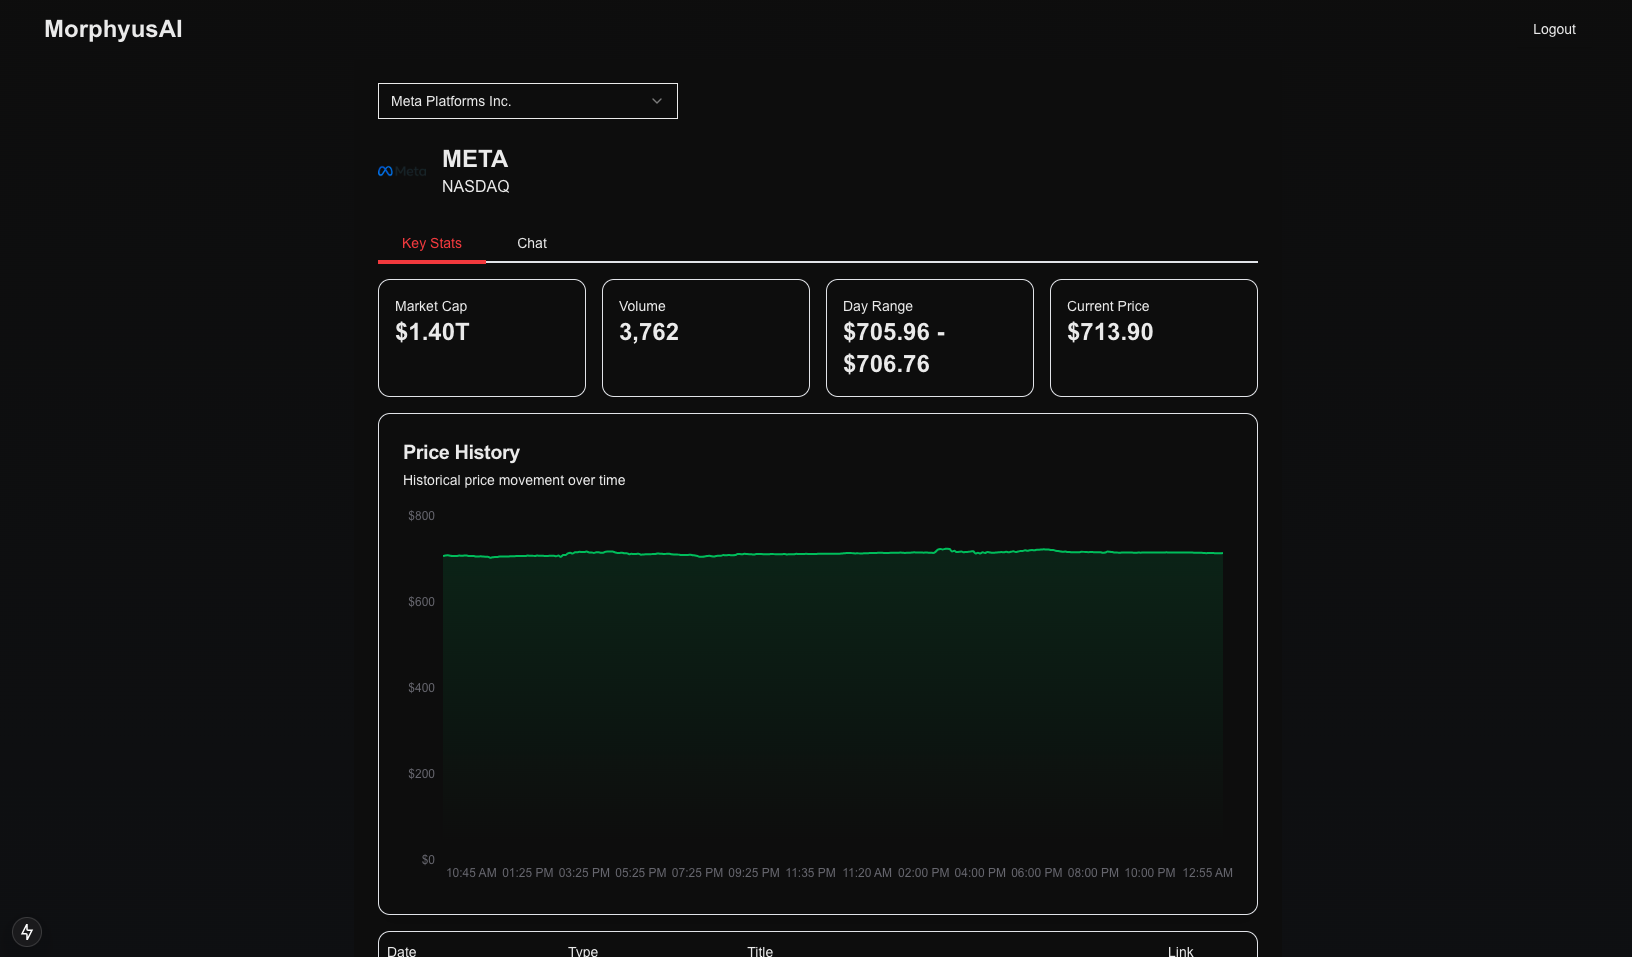 MorphyusAI
Logout
Meta Platforms Inc.
Meta
META
NASDAQ
Key Stats
Chat
Market Cap
$1.40T
Volume
3,762
Day Range
$705.96 -
$706.76
Current Price
$713.90
Price History
Historical price movement over time
$800
$600
$400
$200
$0
10:45 AM 01:25 PM 03:25 PM 05:25 PM 07:25 PM 09:25 PM 11:35 PM 11:20 AM 02:00 PM 04:00 PM 06:00 PM 08:00 PM 10:00 PM 12:55 AM
Date Type Title Link